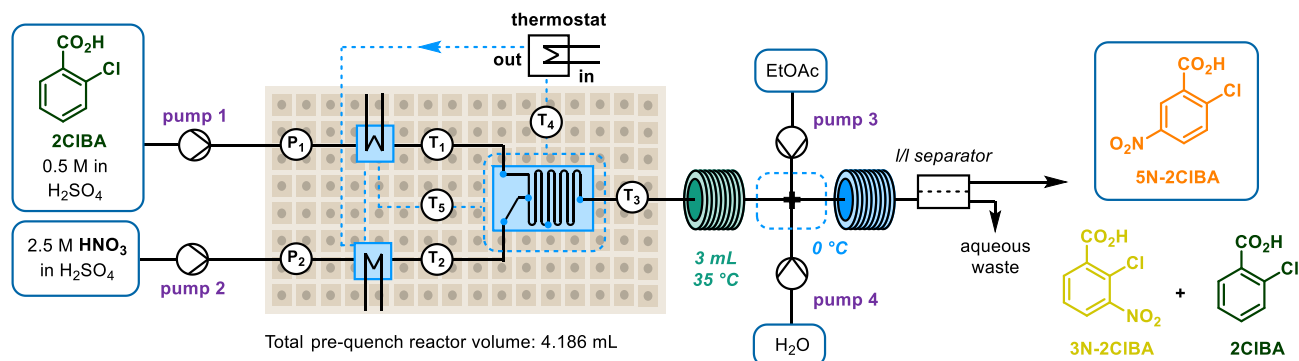 CO₂H
Cl
2ClBA
0.5 M in
H₂SO₄
2.5 M HNO₃
in H₂SO₄
pump 1
pump 2
P₁
P₂
T₁
T₂
T₅
thermostat
out
in
T₄
T₃
Total pre-quench reactor volume: 4.186 mL
3 mL
35 °C
EtOAc
pump 3
0 °C
pump 4
H₂O
l/l separator
aqueous
waste
CO₂H
Cl
NO₂
5N-2ClBA
CO₂H
Cl
NO₂
3N-2ClBA
+
CO₂H
Cl
2ClBA